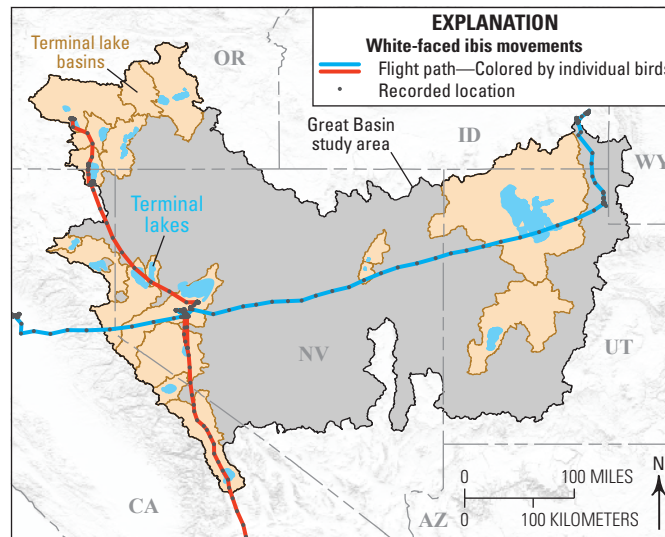 EXPLANATION
White-faced ibis movements
Flight path—Colored by individual birds
Recorded location
Terminal lake
basins
OR
Great Basin
study area
ID
WY
Terminal
lakes
NV
UT
CA
AZ
0 100 MILES
0 100 KILOMETERS
N